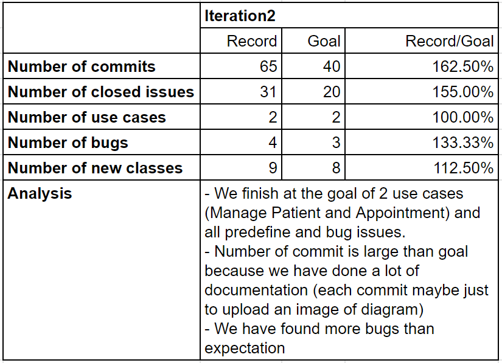 Iteration2
Record Goal Record/Goal
Number of commits 65 40 162.50%
Number of closed issues 31 20 155.00%
Number of use cases 2 2 100.00%
Number of bugs 4 3 133.33%
Number of new classes 9 8 112.50%
Analysis
- We finish at the goal of 2 use cases
(Manage Patient and Appointment) and
all predefine and bug issues.
- Number of commit is large than goal
because we have done a lot of
documentation (each commit maybe just
to upload an image of diagram)
- We have found more bugs than
expectation